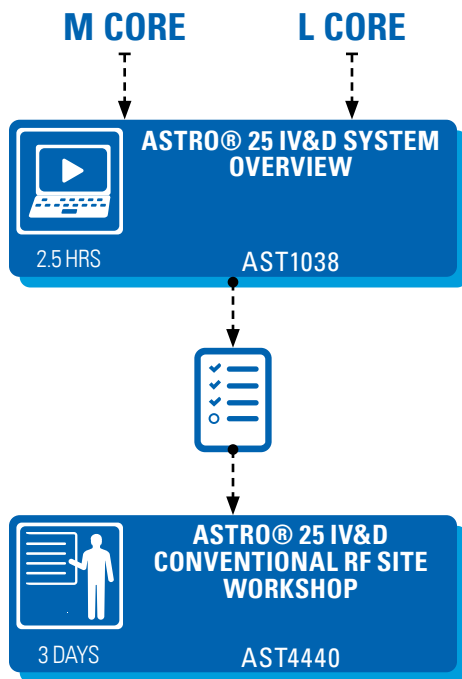 M CORE L CORE
ASTRO® 25 IV&D SYSTEM
OVERVIEW
2.5 HRS AST1038
ASTRO® 25 IV&D
CONVENTIONAL RF SITE
WORKSHOP
3 DAYS AST4440